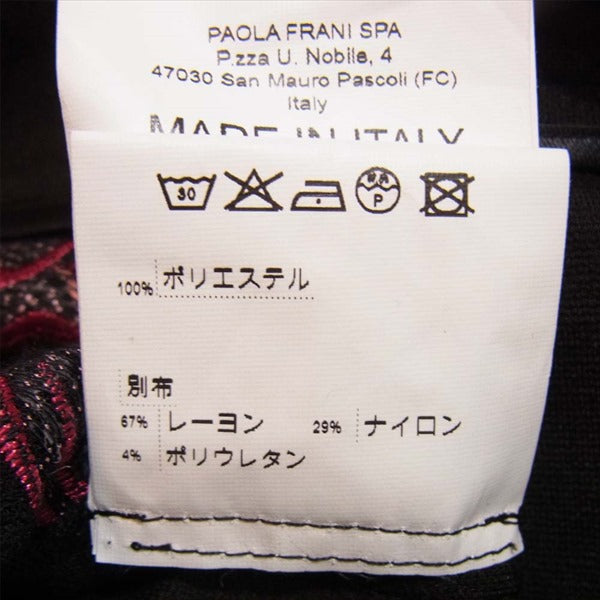 PAOLA FRANI SPA
P.zza U. Nobile, 4
47030 San Mauro Pascoli (FC)
Italy
MADE IN ITALY
30 P
100% ポリエステル
別布
67% レーヨン 29% ナイロン
4% ポリウレタン